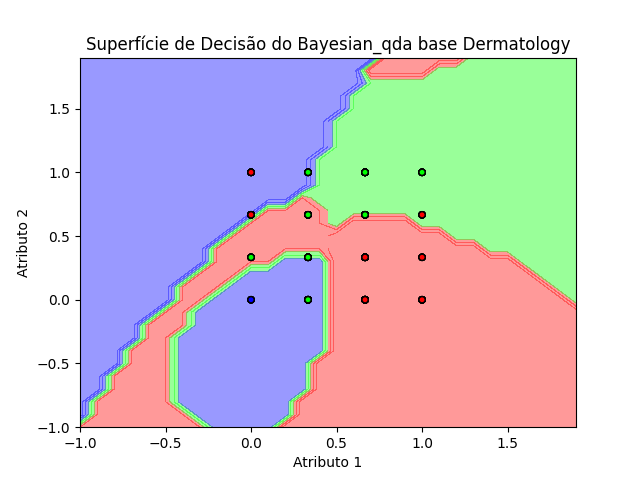 Superfície de Decisão do Bayesian_qda base Dermatology
1.5
1.0
0.5
0.0
−0.5
−1.0
Atributo 2
−1.0 −0.5 0.0 0.5 1.0 1.5
Atributo 1